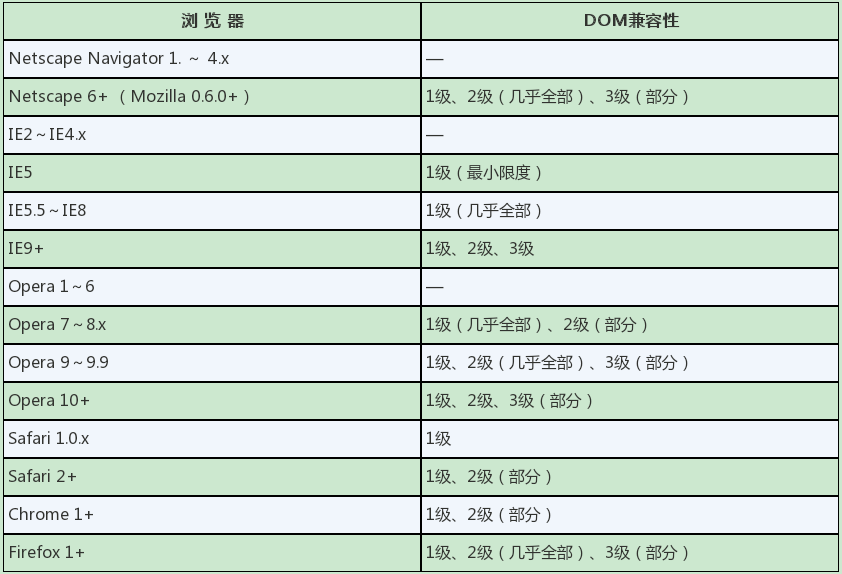 浏 览 器 DOM兼容性
Netscape Navigator 1. ～ 4.x —
Netscape 6+ （ Mozilla 0.6.0+ ） 1级、2级（几乎全部）、3级（部分）
IE2～IE4.x —
IE5 1级（最小限度）
IE5.5～IE8 1级（几乎全部）
IE9+ 1级、2级、3级
Opera 1～6 —
Opera 7～8.x 1级（几乎全部）、2级（部分）
Opera 9～9.9 1级、2级（几乎全部）、3级（部分）
Opera 10+ 1级、2级、3级（部分）
Safari 1.0.x 1级
Safari 2+ 1级、2级（部分）
Chrome 1+ 1级、2级（部分）
Firefox 1+ 1级、2级（几乎全部）、3级（部分）